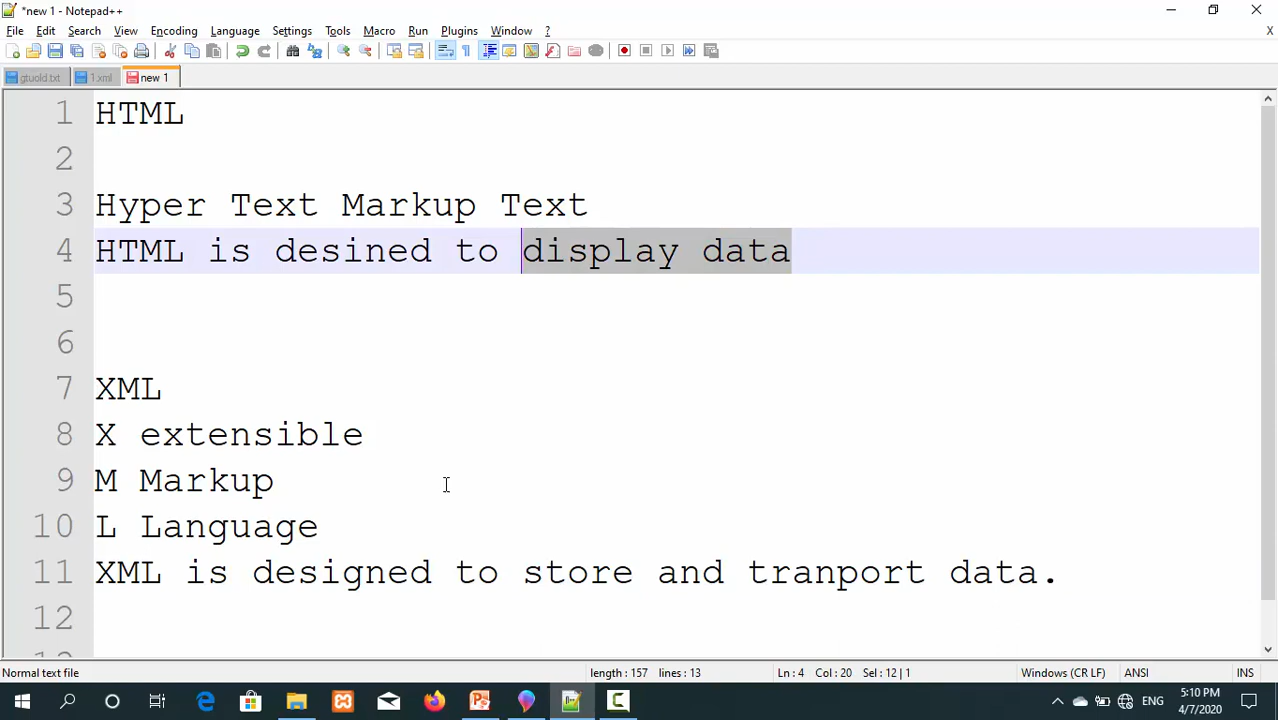 *new 1 - Notepad++
File Edit Search View Encoding Language Settings Tools Macro Run Plugins Window ?
X
gtuold.txt 1.xml new 1
1 HTML
2
3 Hyper Text Markup Text
4 HTML is desined to display data
5
6
7 XML
8 X extensible
9 M Markup
10 L Language
11 XML is designed to store and tranport data.
12
Normal text file length : 157 lines : 13 Ln : 4 Col : 20 Sel : 12 | 1 Windows (CR LF) ANSI INS
ENG
5:10 PM
4/7/2020